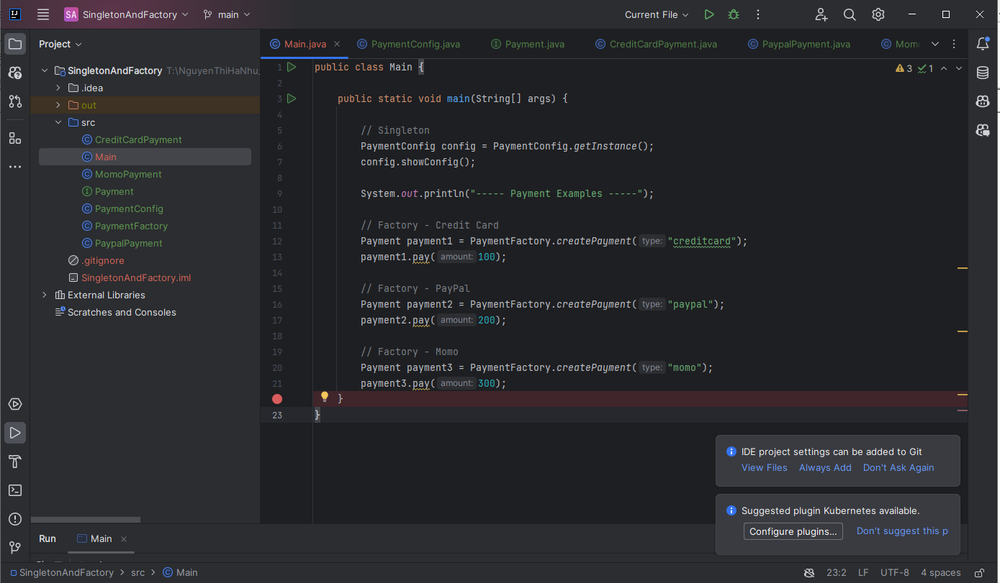 SA SingletonAndFactory main Current File
Project
Main.java PaymentConfig.java Payment.java CreditCardPayment.java PaypalPayment.java Mom
SingletonAndFactory T:\NguyenThiHaNhu_
.idea
out
src
CreditCardPayment
Main
MomoPayment
Payment
PaymentConfig
PaymentFactory
PaypalPayment
.gitignore
SingletonAndFactory.iml
External Libraries
Scratches and Consoles
3 1
1 public class Main {
2
3 public static void main(String[] args) {
4
5 // Singleton
6 PaymentConfig config = PaymentConfig.getInstance();
7 config.showConfig();
8
9 System.out.println("----- Payment Examples -----");
10
11 // Factory - Credit Card
12 Payment payment1 = PaymentFactory.createPayment( type: "creditcard");
13 payment1.pay( amount: 100);
14
15 // Factory - PayPal
16 Payment payment2 = PaymentFactory.createPayment( type: "paypal");
17 payment2.pay( amount: 200);
18
19 // Factory - Momo
20 Payment payment3 = PaymentFactory.createPayment( type: "momo");
21 payment3.pay( amount: 300);
}
23 }
IDE project settings can be added to Git
View Files Always Add Don't Ask Again
Suggested plugin Kubernetes available.
Configure plugins... Don't suggest this p
Run Main
SingletonAndFactory > src > Main 23:2 LF UTF-8 4 spaces